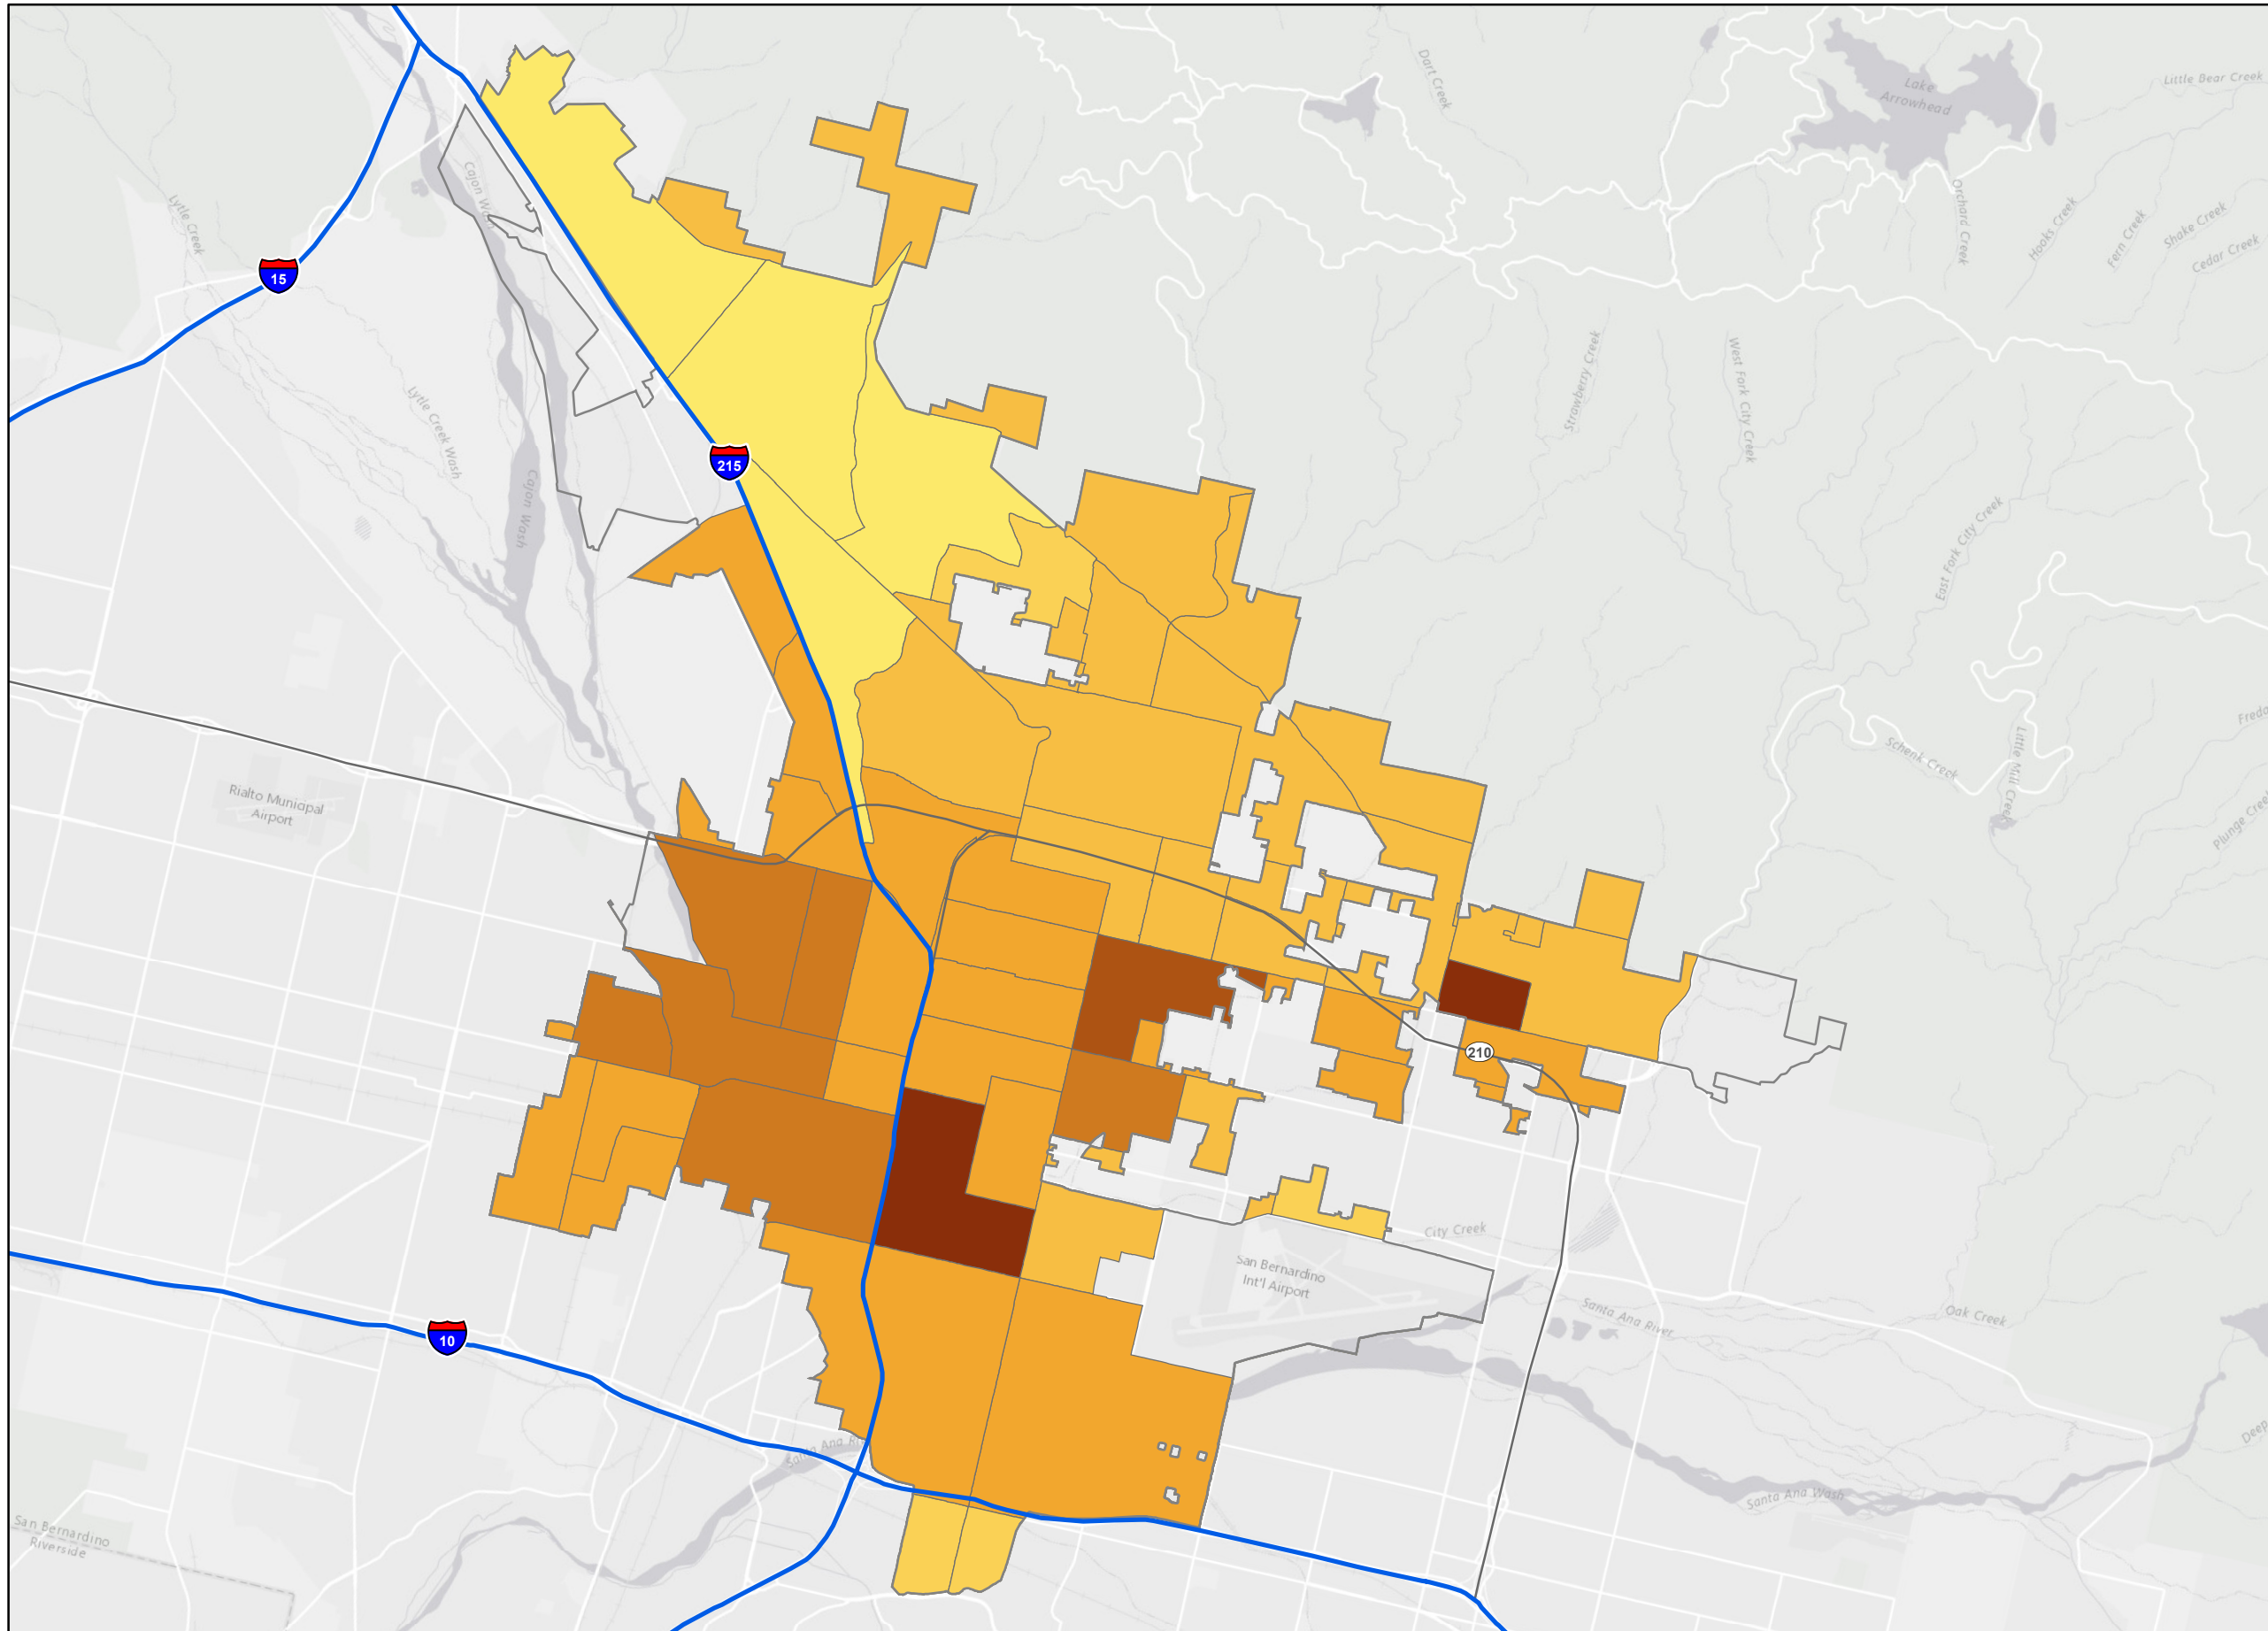 Dart Creek
Lake
Arrowhead
Little Bear Creek
Cajon Wash
Lytle Creek
Orchard Creek
Hooks Creek
Fern Creek
Shake Creek
Cedar Creek
15
Strawberry Creek
West Fork City Creek
Lytle Creek Wash
215
Cajon Wash
East Fork City Creek
Schenk Creek
Little Mill Creek
Plunge Creek
Rialto Municipal
Airport
210
City Creek
San Bernardino
Int'l Airport
Santa Ana River
Oak Creek
10
Santa Ana
Santa Ana Wash
Deep
San Bernardino
Riverside